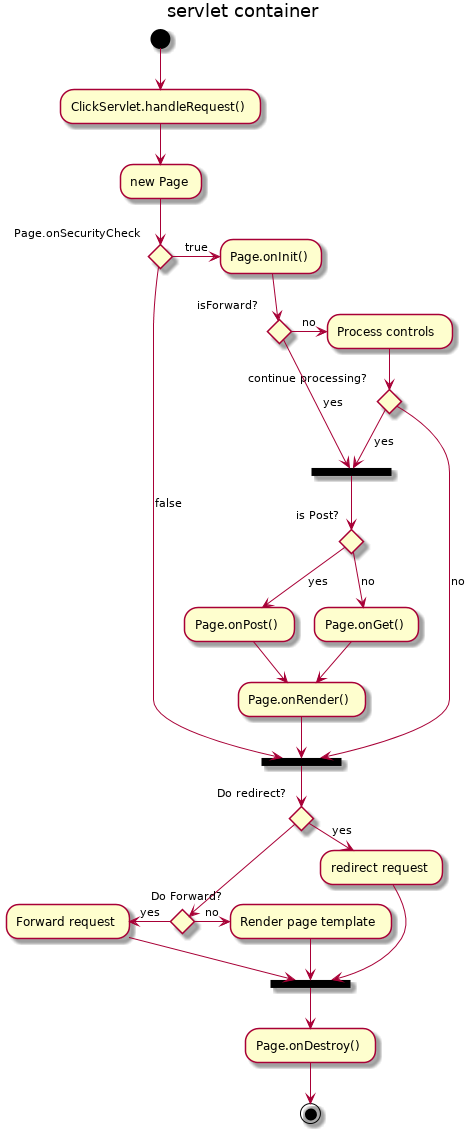 servlet container
ClickServlet.handleRequest()
new Page
Page.onSecurityCheck
true
Page.onInit()
isForward?
no
Process controls
continue processing?
yes
yes
false
is Post?
yes
no
no
Page.onPost()
Page.onGet()
Page.onRender()
Do redirect?
yes
redirect request
Do Forward?
yes
no
Forward request
Render page template
Page.onDestroy()